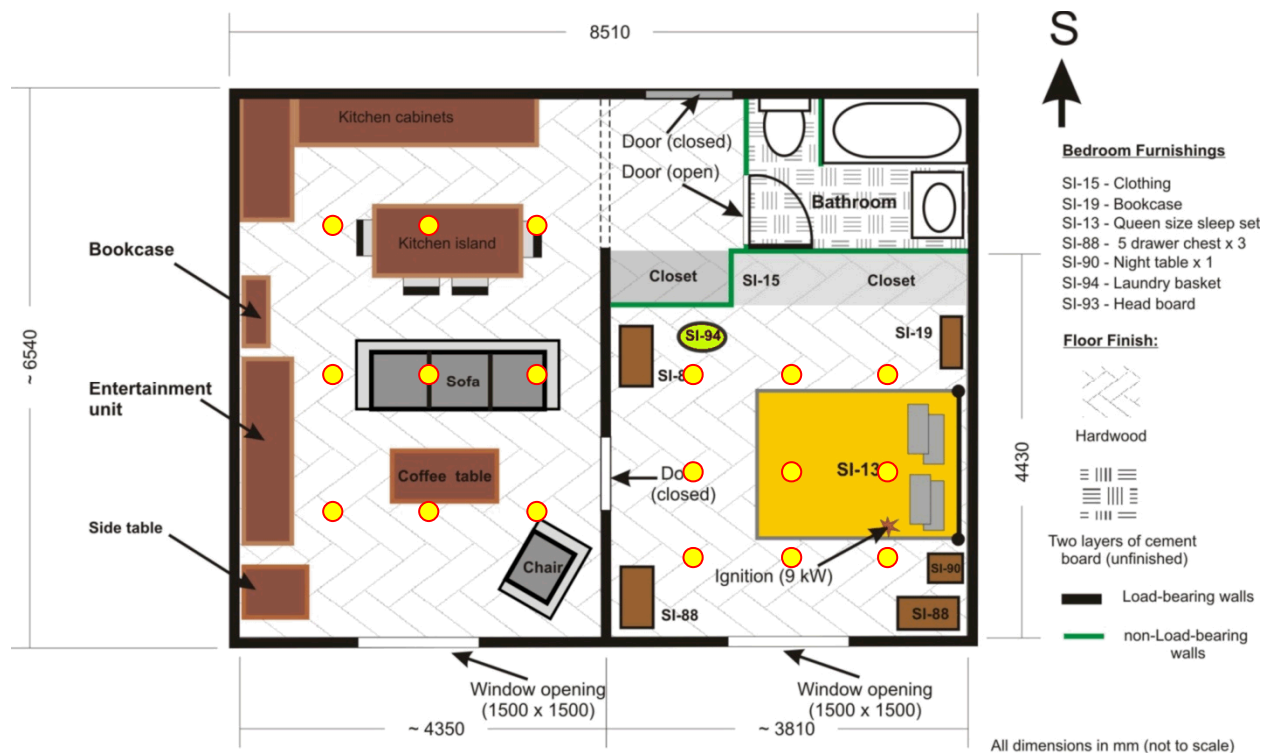 8510
S
Kitchen cabinets
Door (closed)
Door (open)
Bathroom
Bedroom Furnishings
SI-15 - Clothing
SI-19 - Bookcase
SI-13 - Queen size sleep set
SI-88 - 5 drawer chest x 3
SI-90 - Night table x 1
SI-94 - Laundry basket
SI-93 - Head board
Bookcase
Kitchen island
Closet
SI-15
Closet
~ 6540
SI-94
SI-19
Floor Finish:
SI-8
Sofa
Entertainment
unit
Hardwood
Coffee table
SI-13
Do
(closed)
4430
Side table
Two layers of cement
board (unfinished)
Chair
Ignition (9 kW)
SI-90
SI-88
SI-88
Load-bearing walls
non-Load-bearing
walls
Window opening
(1500 x 1500)
Window opening
(1500 x 1500)
~ 4350
~ 3810
All dimensions in mm (not to scale)